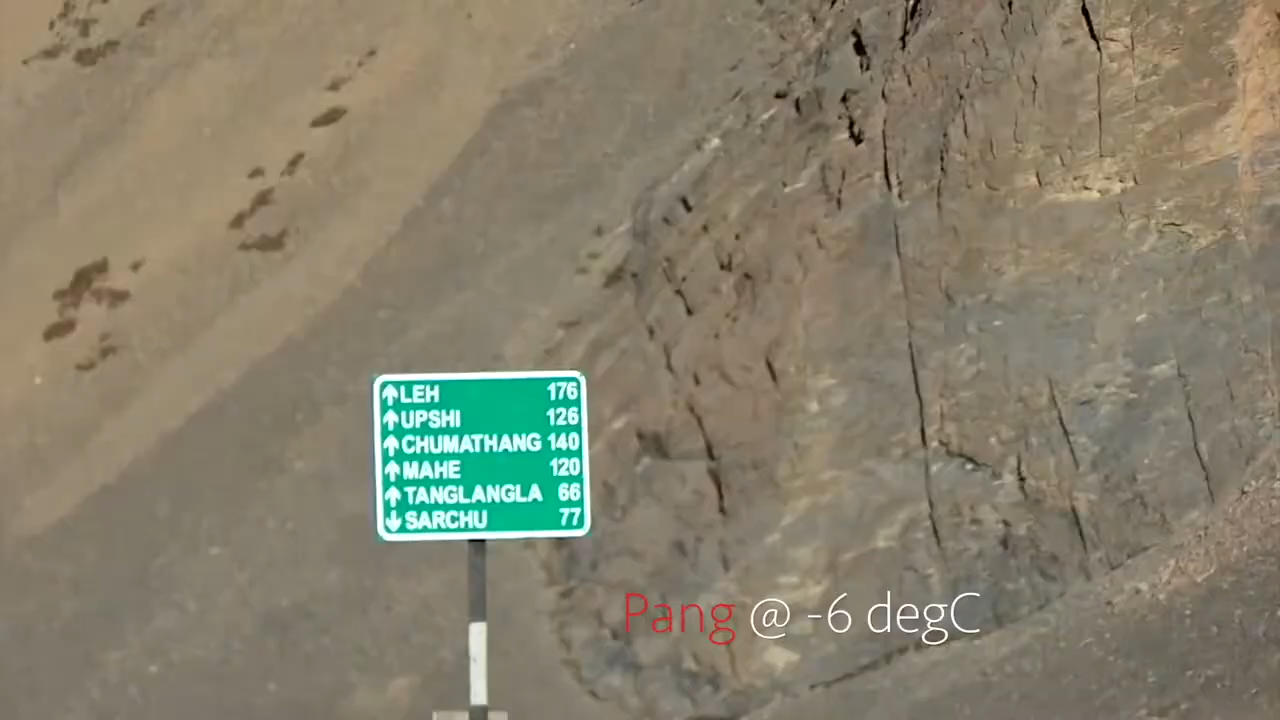 ↑LEH 176
↑UPSHI 126
↑CHUMATHANG 140
↑MAHE 120
↑TANGLANGLA 66
↓SARCHU 77
Pang @ -6 degC